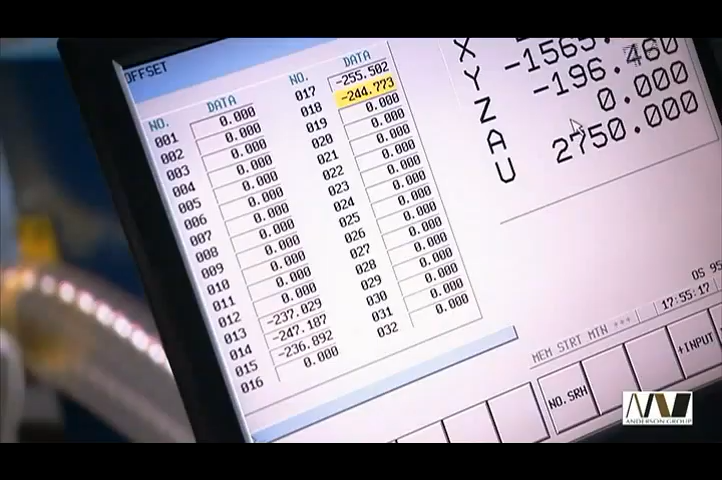 OFFSET
NO. DATA NO. DATA
001 0.000 017 -255.502
002 0.000 018 -244.773
003 0.000 019 0.000
004 0.000 020 0.000
005 0.000 021 0.000
006 0.000 022 0.000
007 0.000 023 0.000
008 0.000 024 0.000
009 0.000 025 0.000
010 0.000 026 0.000
011 0.000 027 0.000
012 0.000 028 0.000
013 -237.029 029 0.000
014 -247.187 030 0.000
015 -236.892 031 0.000
016 0.000 032 0.000
X
Y -1565.
Z -196.460
A 0.000
U 2750.000
OS 95
MEM STRT MIN *** 17:55:17
NO.SRH +INPUT
ANDERSON GROUP